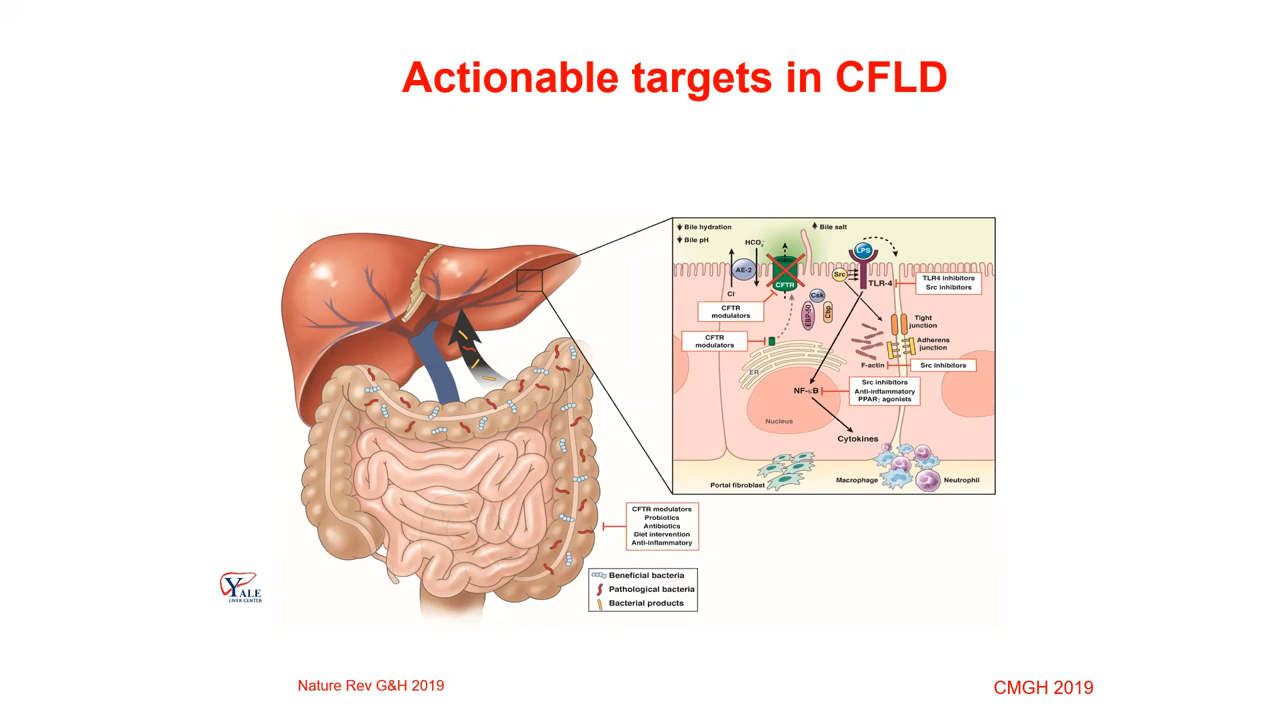 Actionable targets in CFLD
Bile hydration
Bile pH
HCO₃⁻
Bile salt
LPS
AE-2
CFTR
Src
TLR-4
TLR4 inhibitors
Src inhibitors
Cl⁻
CFTR
modulators
Csk
EBP-50
Cbp
Tight
junction
CFTR
modulators
Adherens
junction
ER
F-actin
Src inhibitors
NF-κB
Src inhibitors
Anti-inflammatory
PPARγ agonists
Nucleus
Cytokines
Portal fibroblast
Macrophage
Neutrophil
CFTR modulators
Probiotics
Antibiotics
Diet intervention
Anti-inflammatory
Beneficial bacteria
Pathological bacteria
Bacterial products
YALE
LIVER CENTER
Nature Rev G&H 2019
CMGH 2019